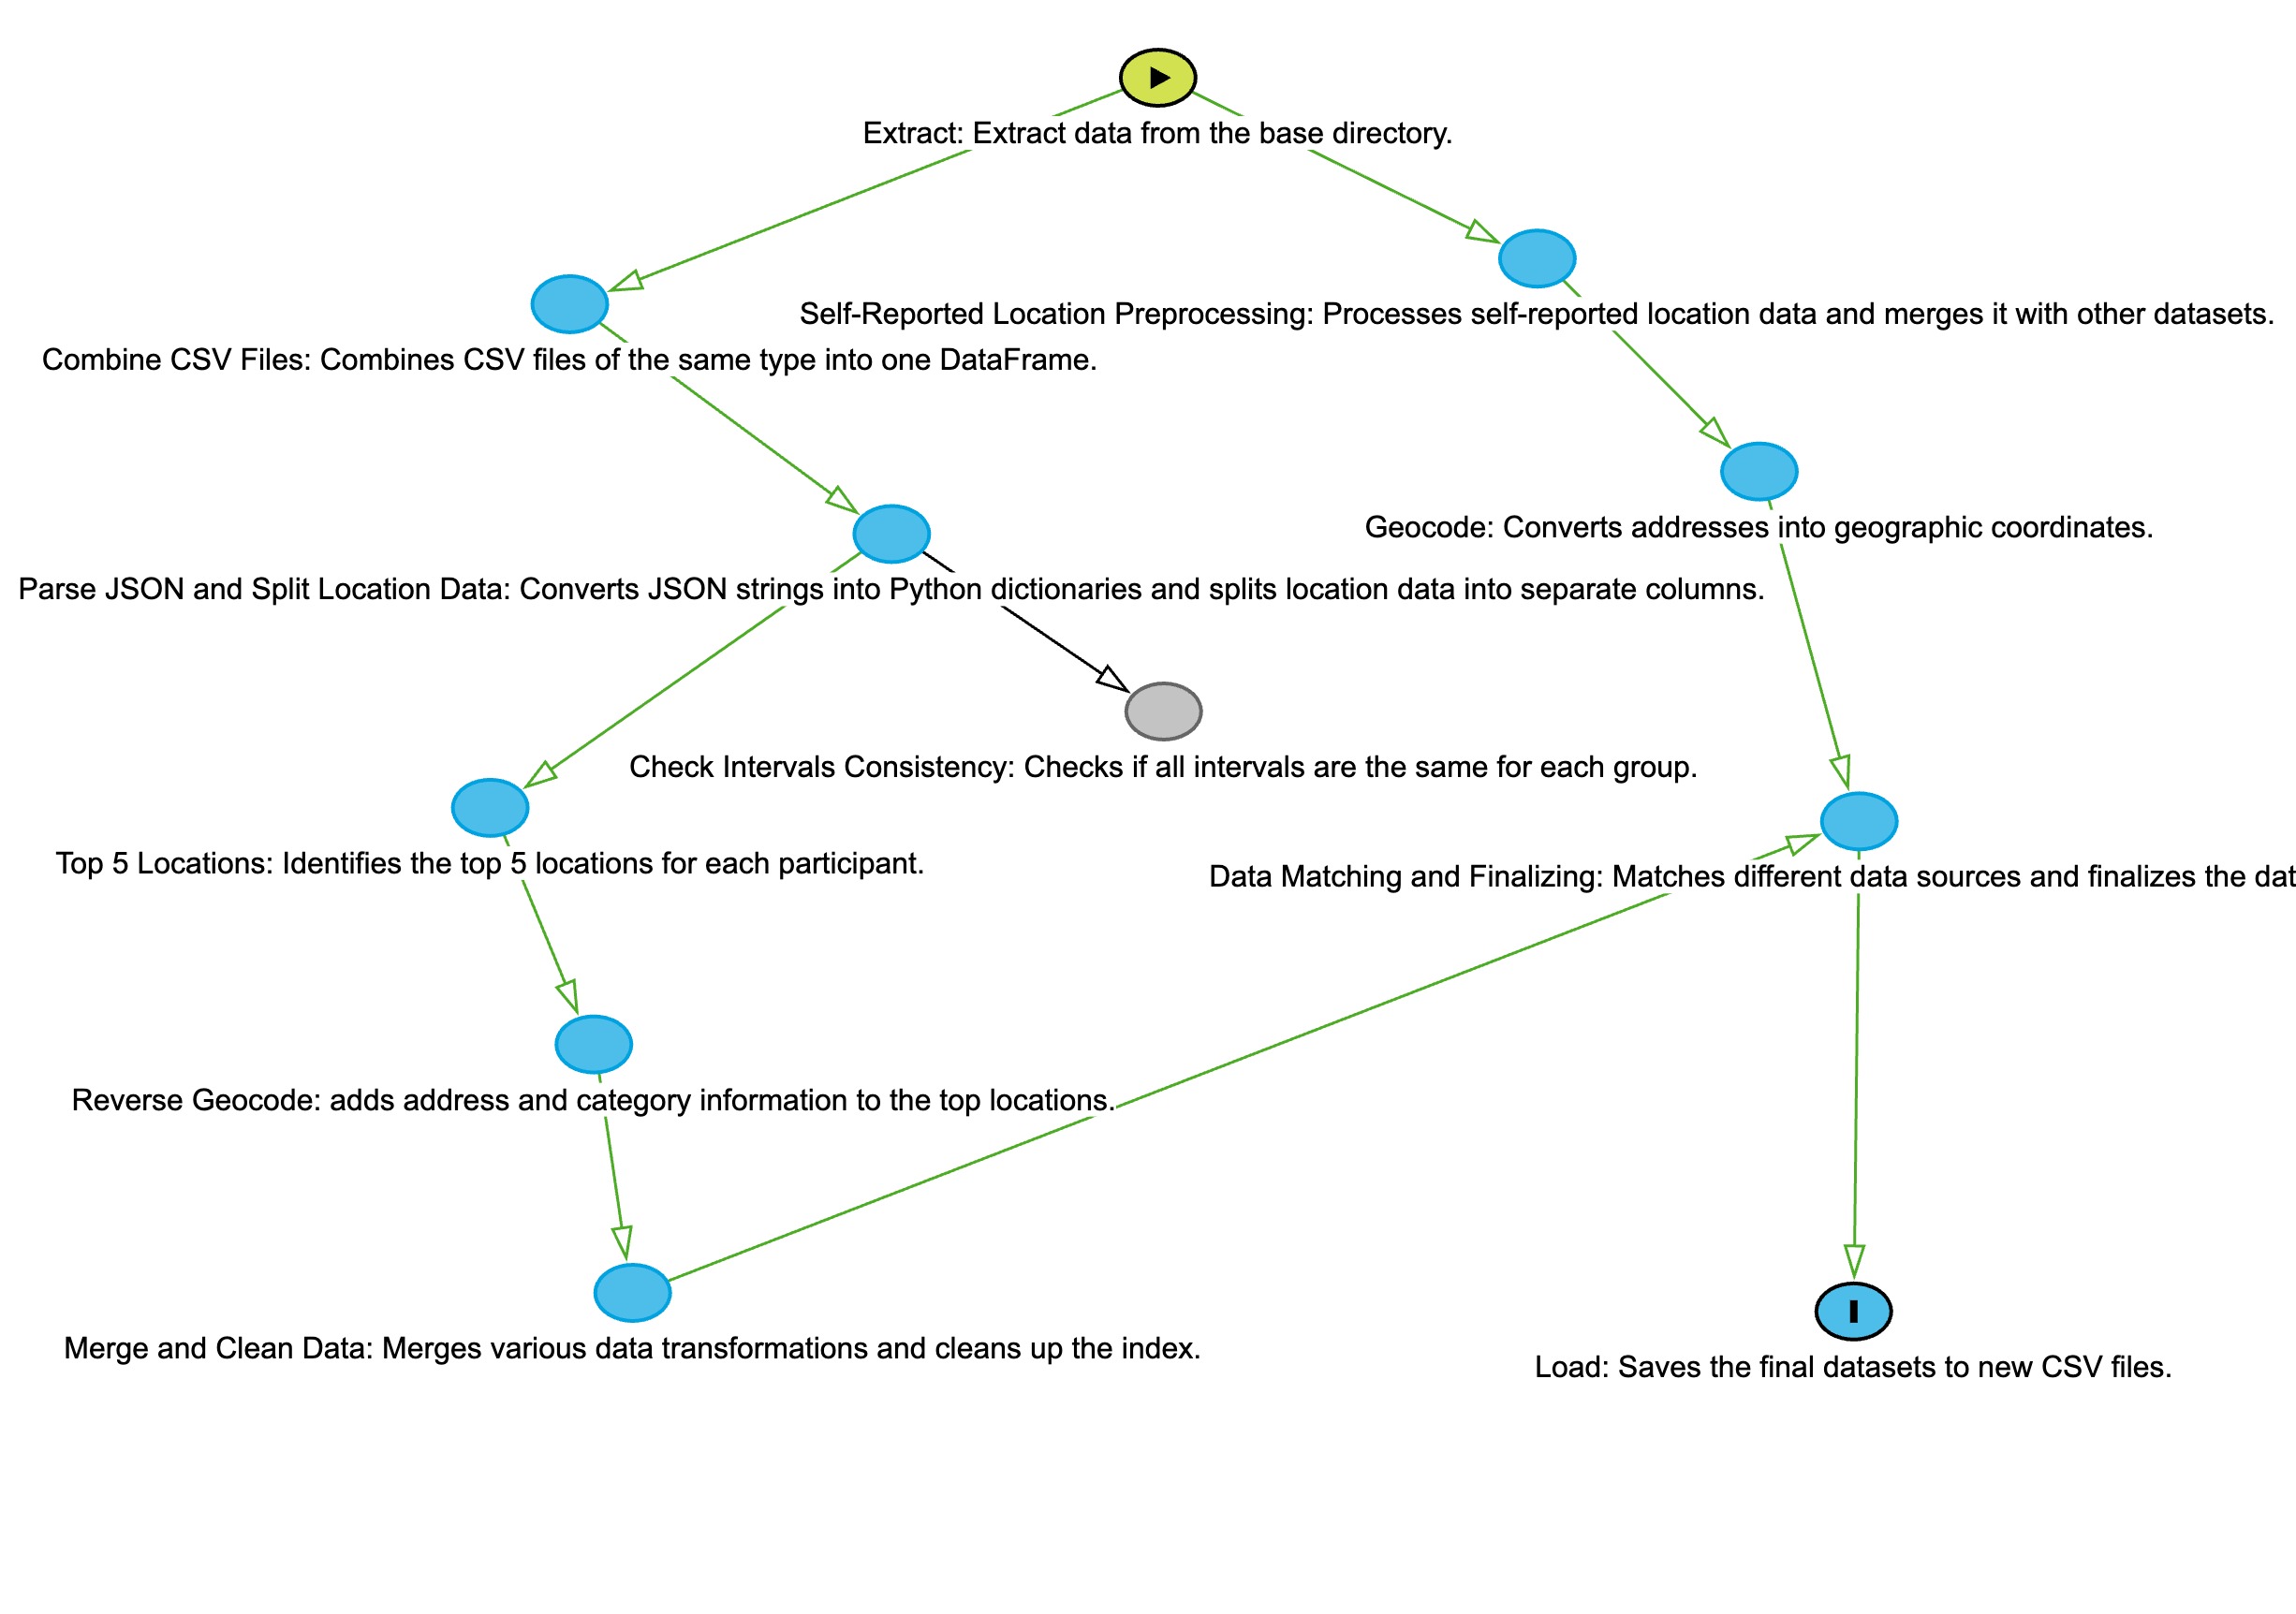 Extract: Extract data from the base directory.
Self-Reported Location Preprocessing: Processes self-reported location data and merges it with other datasets.
Combine CSV Files: Combines CSV files of the same type into one DataFrame.
Geocode: Converts addresses into geographic coordinates.
Parse JSON and Split Location Data: Converts JSON strings into Python dictionaries and splits location data into separate columns.
Check Intervals Consistency: Checks if all intervals are the same for each group.
Top 5 Locations: Identifies the top 5 locations for each participant.
Data Matching and Finalizing: Matches different data sources and finalizes the dat
Reverse Geocode: adds address and category information to the top locations.
Merge and Clean Data: Merges various data transformations and cleans up the index.
Load: Saves the final datasets to new CSV files.